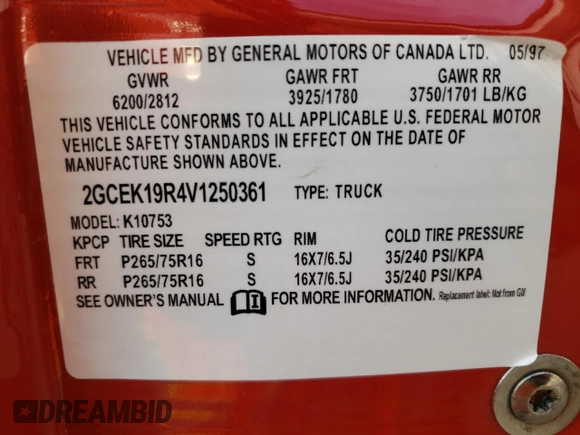 VEHICLE MFD BY GENERAL MOTORS OF CANADA LTD. 05/97
GVWR GAWR FRT GAWR RR
6200/2812 3925/1780 3750/1701 LB/KG
THIS VEHICLE CONFORMS TO ALL APPLICABLE U.S. FEDERAL MOTOR
VEHICLE SAFETY STANDARDS IN EFFECT ON THE DATE OF
MANUFACTURE SHOWN ABOVE.
2GCEK19R4V1250361 TYPE: TRUCK
MODEL: K10753
KPCP TIRE SIZE SPEED RTG RIM COLD TIRE PRESSURE
FRT P265/75R16 S 16X7/6.5J 35/240 PSI/KPA
RR P265/75R16 S 16X7/6.5J 35/240 PSI/KPA
SEE OWNER'S MANUAL FOR MORE INFORMATION. Replacement label: Not from GM
DREAMBID